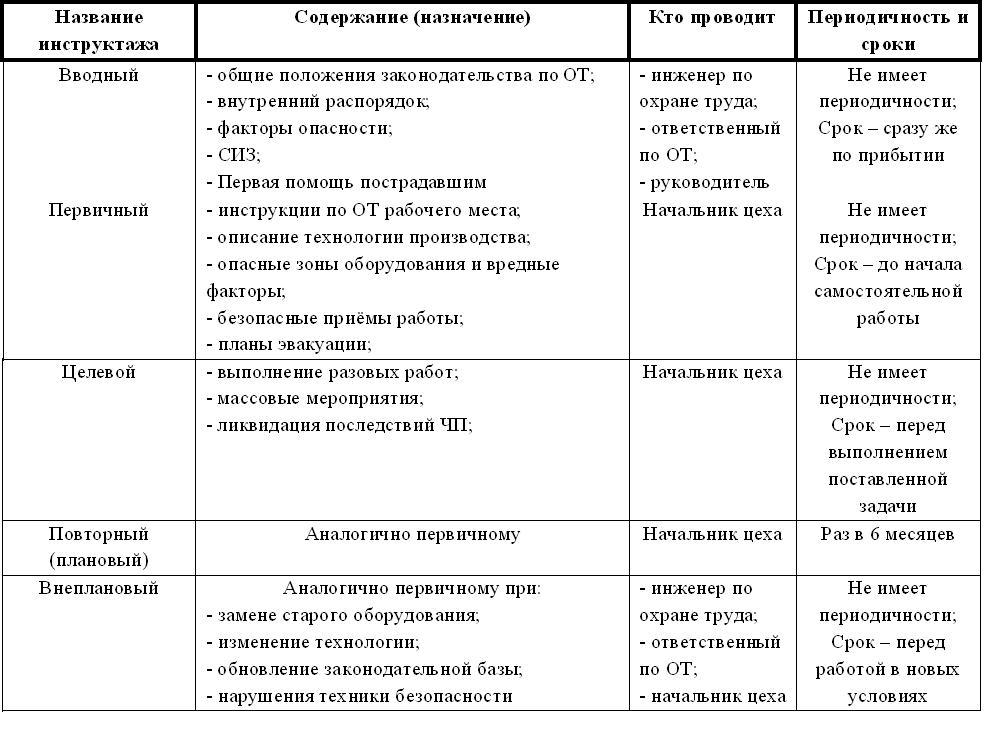 Название инструктажа
Содержание (назначение)
Кто проводит
Периодичность и сроки
Вводный
- общие положения законодательства по ОТ;
- внутренний распорядок;
- факторы опасности;
- СИЗ;
- Первая помощь пострадавшим
- инженер по
охране труда;
- ответственный
по ОТ;
- руководитель
Не имеет
периодичности;
Срок – сразу же
по прибытии
Первичный
- инструкции по ОТ рабочего места;
- описание технологии производства;
- опасные зоны оборудования и вредные
факторы;
- безопасные приёмы работы;
- планы эвакуации;
Начальник цеха
Не имеет
периодичности;
Срок – до начала
самостоятельной
работы
Целевой
- выполнение разовых работ;
- массовые мероприятия;
- ликвидация последствий ЧП;
Начальник цеха
Не имеет
периодичности;
Срок – перед
выполнением
поставленной
задачи
Повторный
(плановый)
Аналогично первичному
Начальник цеха
Раз в 6 месяцев
Внеплановый
Аналогично первичному при:
- замене старого оборудования;
- изменение технологии;
- обновление законодательной базы;
- нарушения техники безопасности
- инженер по
охране труда;
- ответственный
по ОТ;
- начальник цеха
Не имеет
периодичности;
Срок – перед
работой в новых
условиях